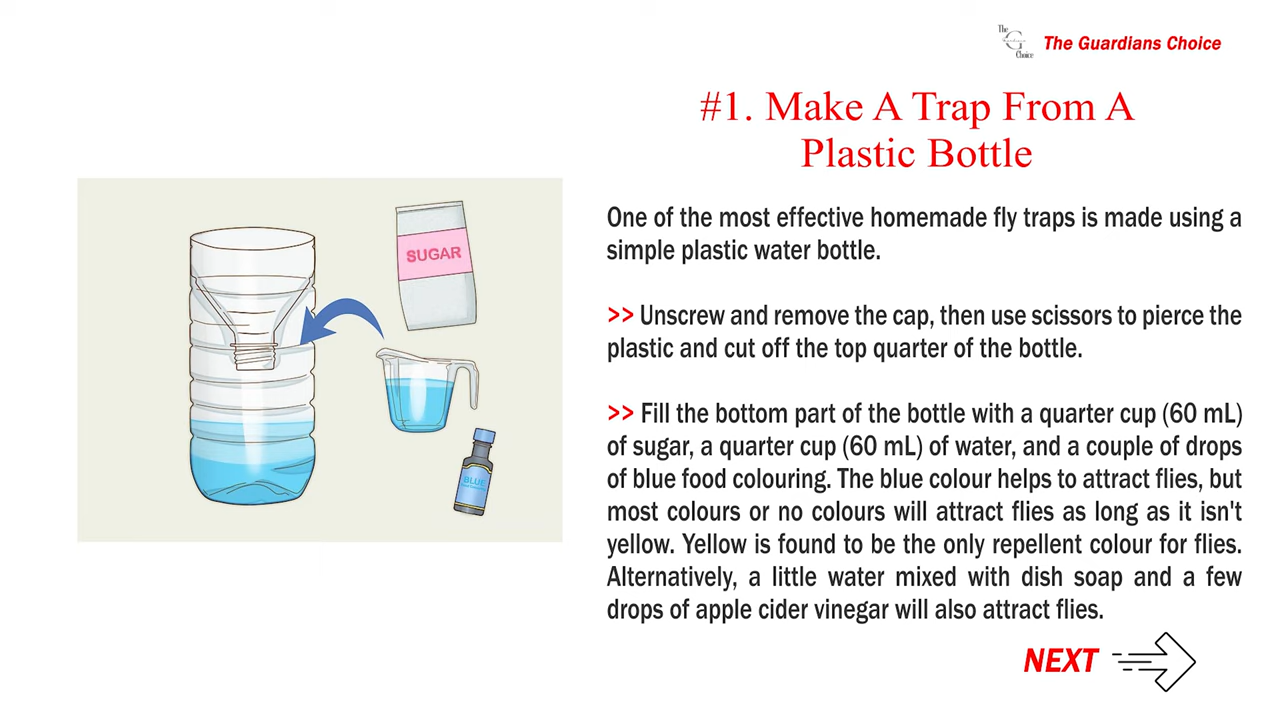 The
G
Choice
The Guardians Choice
#1. Make A Trap From A
Plastic Bottle
SUGAR
BLUE
One of the most effective homemade fly traps is made using a
simple plastic water bottle.
>> Unscrew and remove the cap, then use scissors to pierce the
plastic and cut off the top quarter of the bottle.
>> Fill the bottom part of the bottle with a quarter cup (60 mL)
of sugar, a quarter cup (60 mL) of water, and a couple of drops
of blue food colouring. The blue colour helps to attract flies, but
most colours or no colours will attract flies as long as it isn't
yellow. Yellow is found to be the only repellent colour for flies.
Alternatively, a little water mixed with dish soap and a few
drops of apple cider vinegar will also attract flies.
NEXT